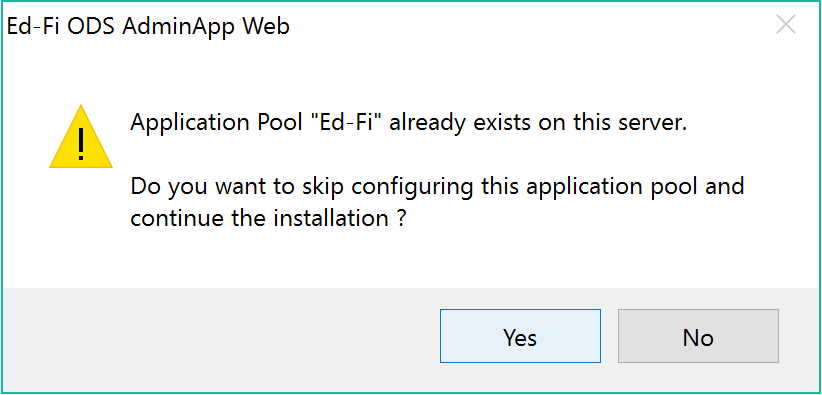 Ed-Fi ODS AdminApp Web
Application Pool "Ed-Fi" already exists on this server.
Do you want to skip configuring this application pool and
continue the installation ?
Yes
No